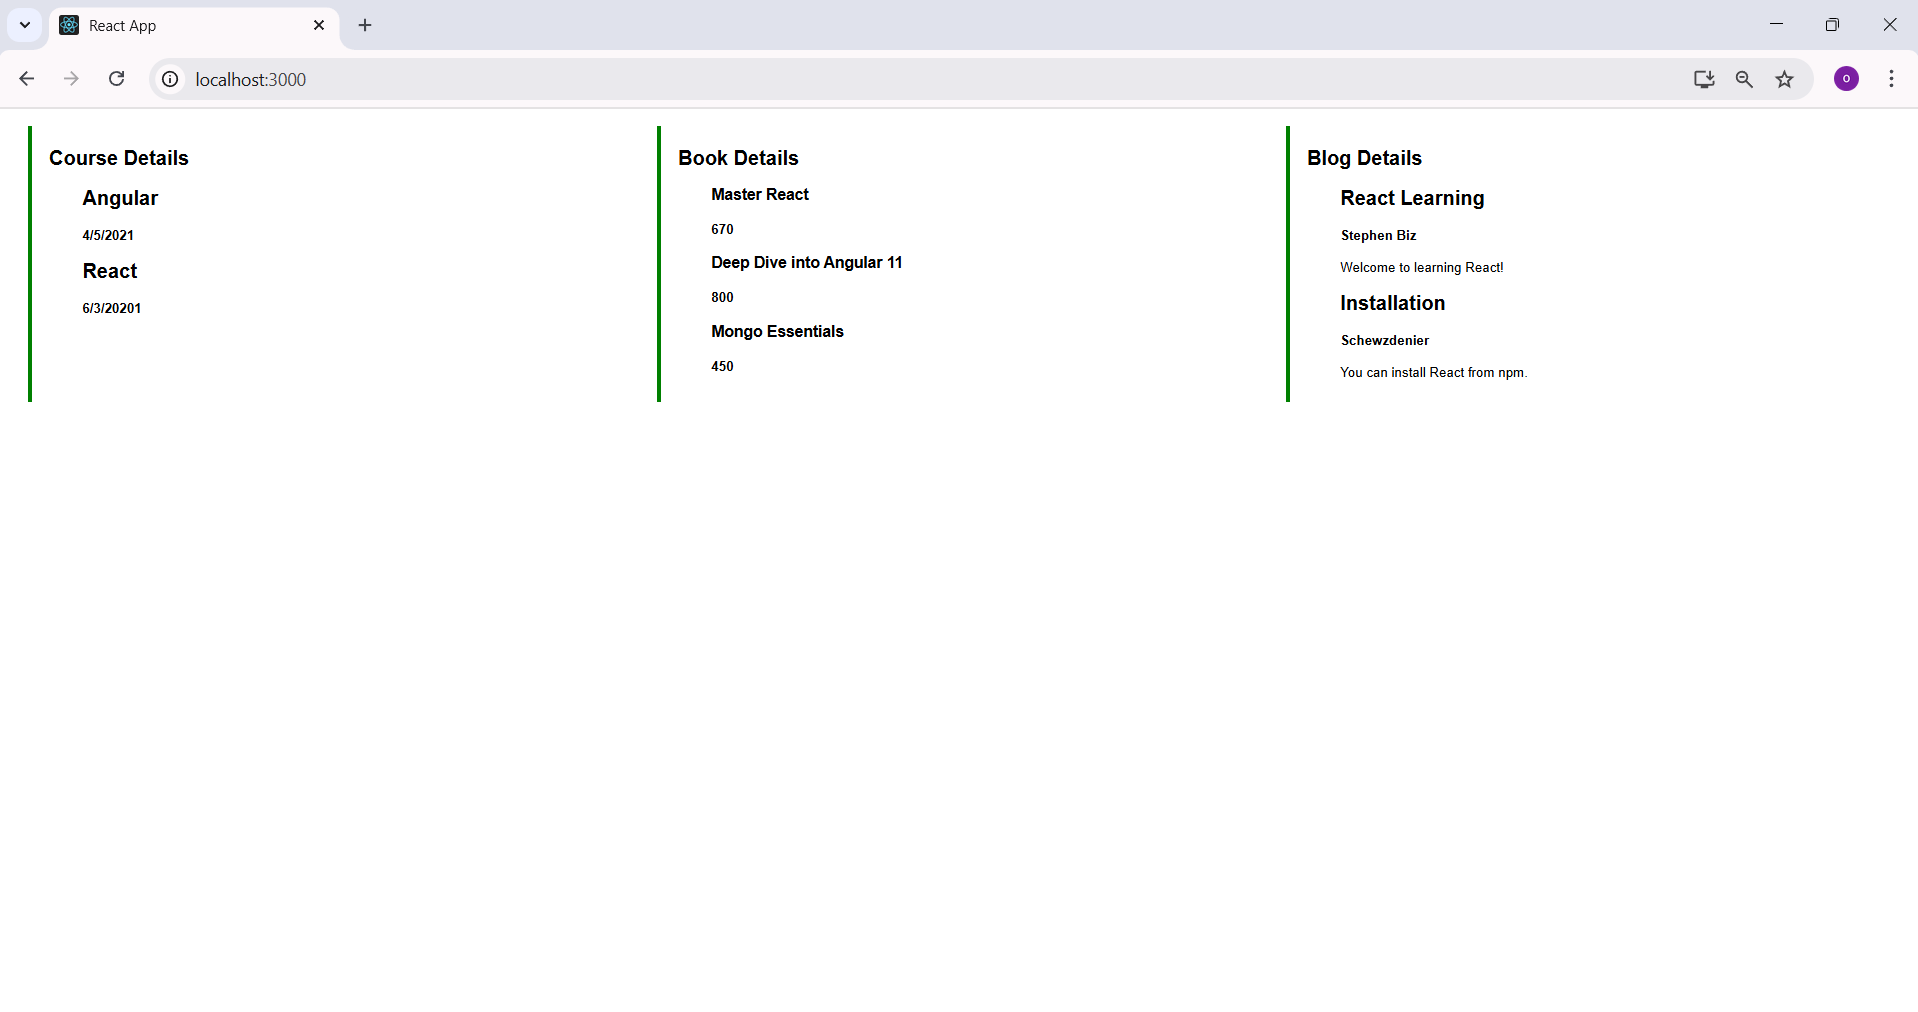 React App
localhost:3000
O
Course Details
Angular
4/5/2021
React
6/3/20201
Book Details
Master React
670
Deep Dive into Angular 11
800
Mongo Essentials
450
Blog Details
React Learning
Stephen Biz
Welcome to learning React!
Installation
Schewzdenier
You can install React from npm.